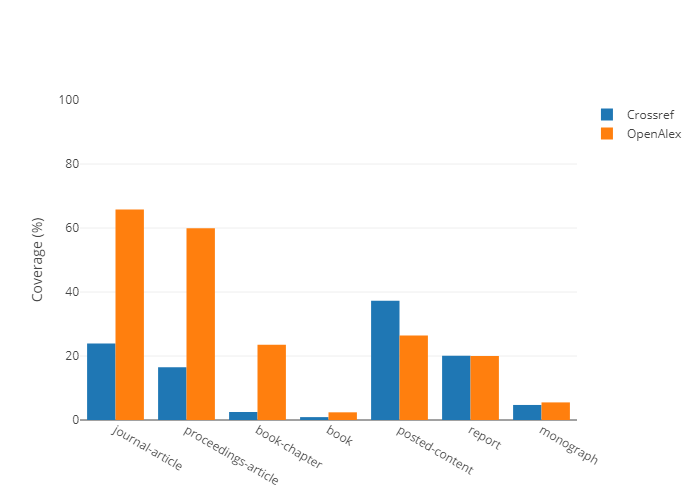 100
80
60
40
20
0
Coverage (%)
journal-article
proceedings-article
book-chapter
book
posted-content
report
monograph
Crossref
OpenAlex